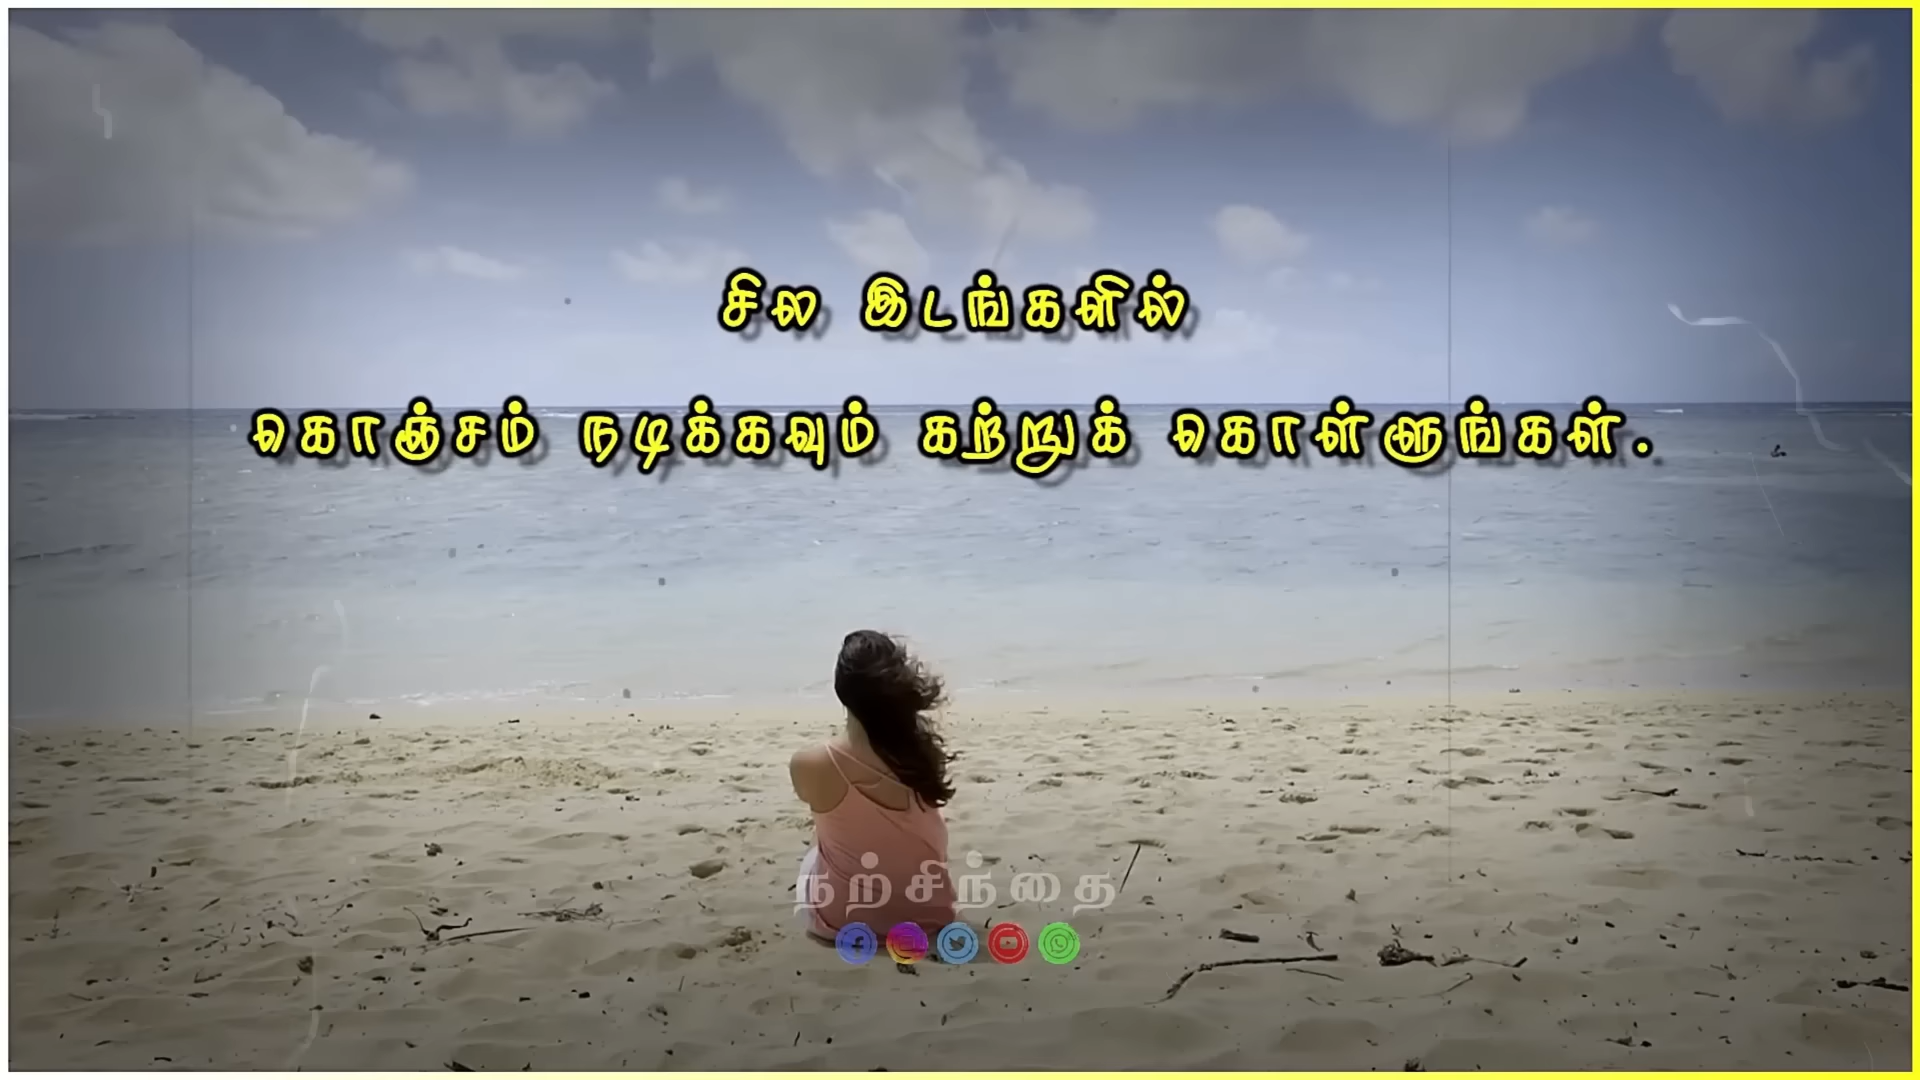 சில இடங்களில்
கொஞ்சம் நடிக்கவும் கற்றுக் கொள்ளுங்கள்.
நற்சிந்தை